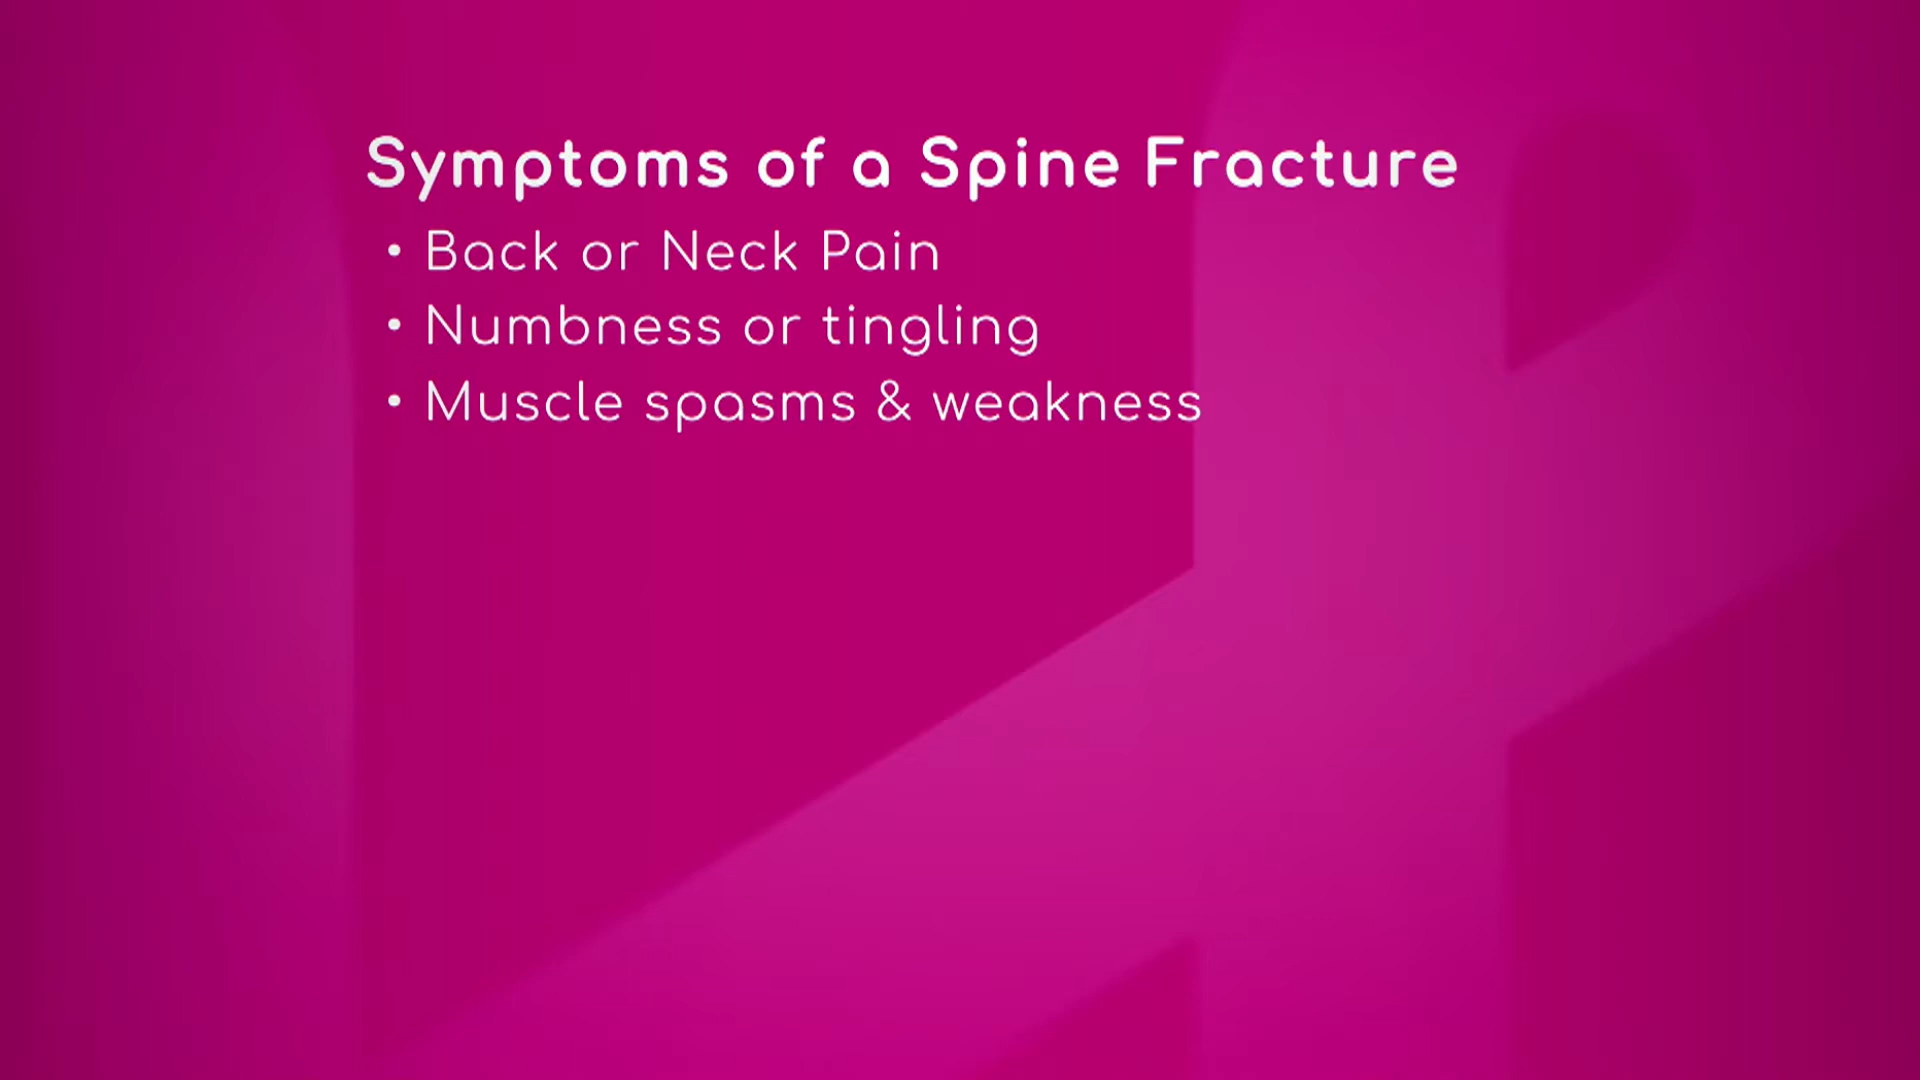 Symptoms of a Spine Fracture
• Back or Neck Pain
• Numbness or tingling
• Muscle spasms & weakness